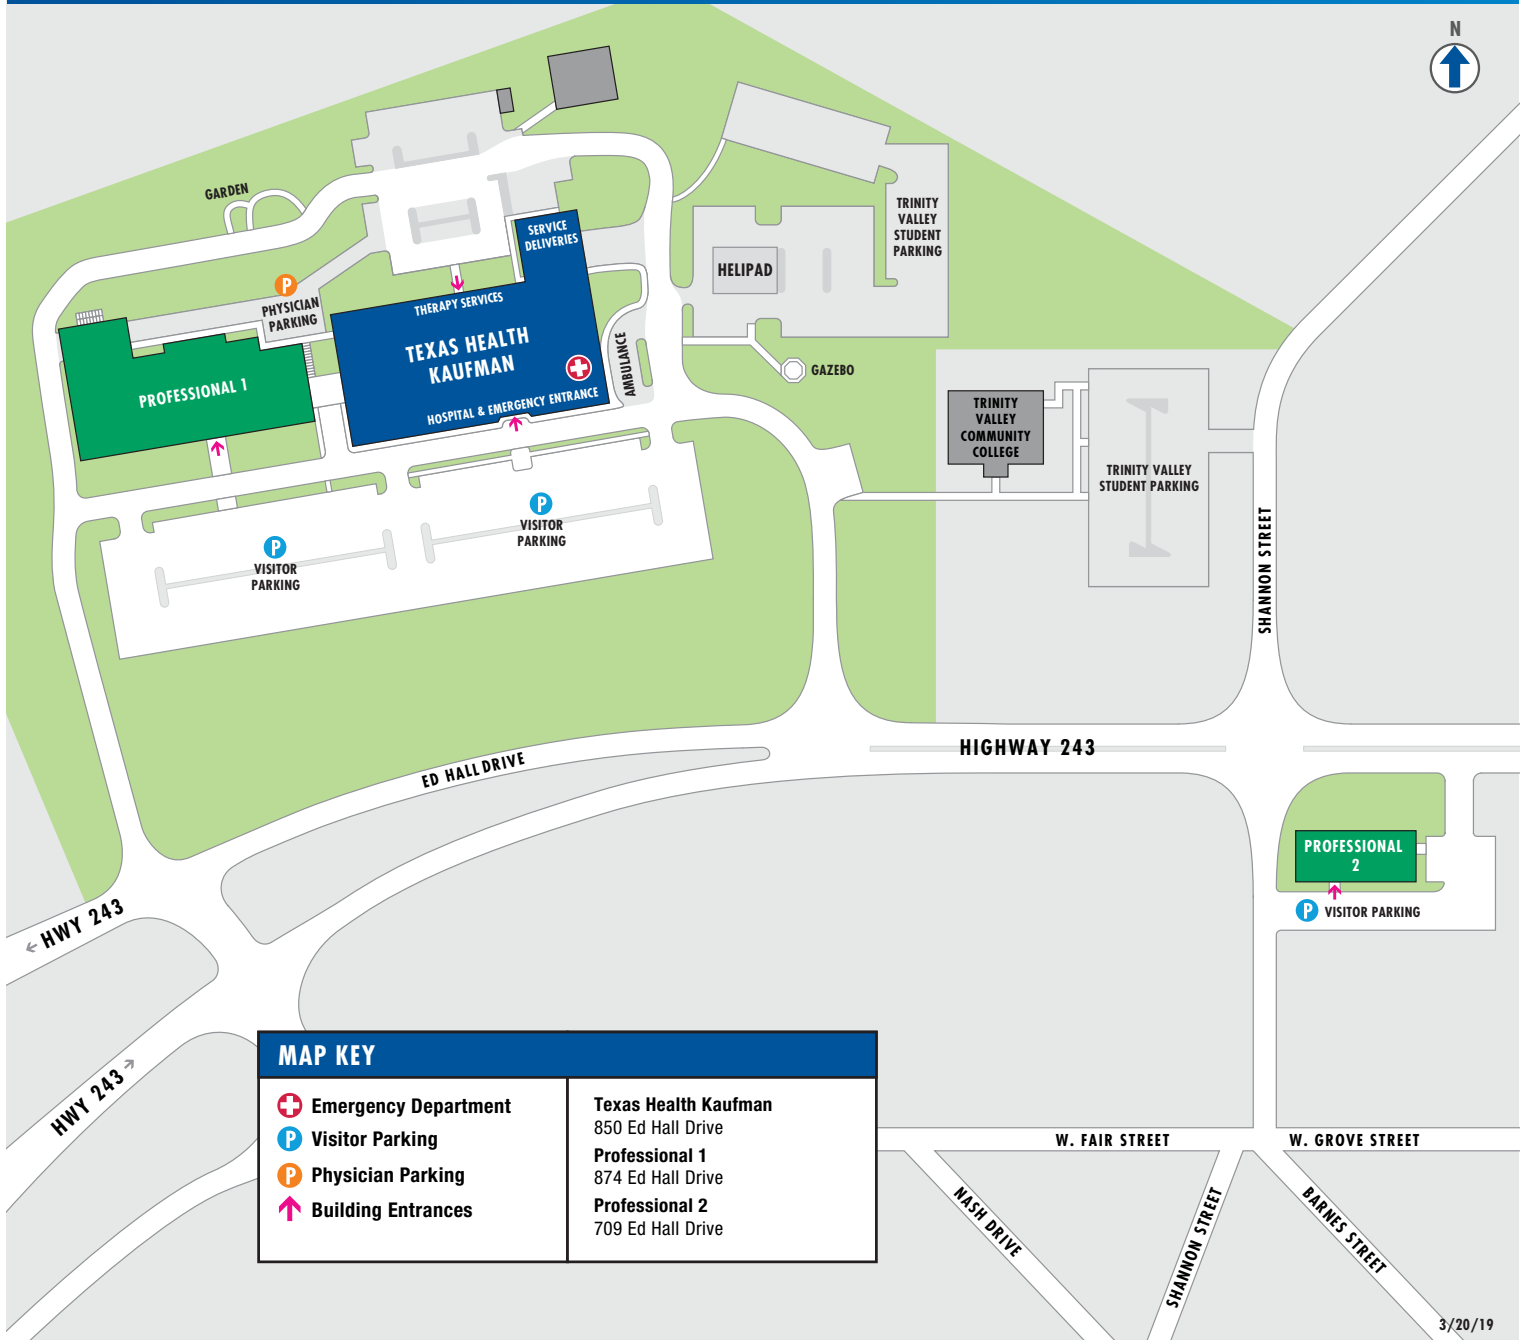 N
GARDEN
SERVICE
DELIVERIES
TRINITY
VALLEY
STUDENT
PARKING
HELIPAD
P
PHYSICIAN
PARKING
THERAPY SERVICES
TEXAS HEALTH
KAUFMAN
AMBULANCE
GAZEBO
PROFESSIONAL 1
HOSPITAL & EMERGENCY ENTRANCE
TRINITY
VALLEY
COMMUNITY
COLLEGE
TRINITY VALLEY
STUDENT PARKING
P
VISITOR
PARKING
P
VISITOR
PARKING
SHANNON STREET
HIGHWAY 243
ED HALL DRIVE
PROFESSIONAL
2
P VISITOR PARKING
← HWY 243
HWY 243 →
MAP KEY
Emergency Department
P Visitor Parking
P Physician Parking
Building Entrances
Texas Health Kaufman
850 Ed Hall Drive
Professional 1
874 Ed Hall Drive
Professional 2
709 Ed Hall Drive
W. FAIR STREET
W. GROVE STREET
NASH DRIVE
SHANNON STREET
BARNES STREET
3/20/19